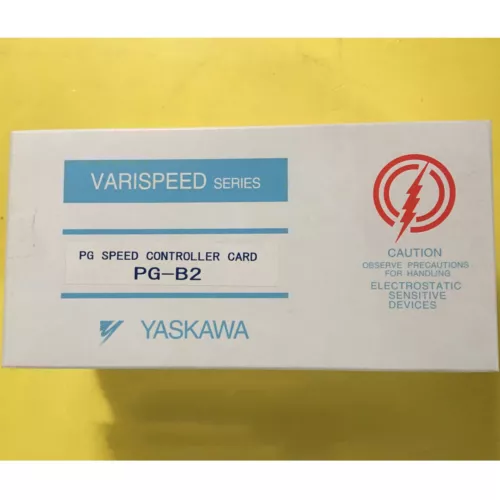 VARISPEED SERIES
PG SPEED CONTROLLER CARD
PG-B2
YASKAWA
CAUTION
OBSERVE PRECAUTIONS
FOR HANDLING
ELECTROSTATIC
SENSITIVE
DEVICES